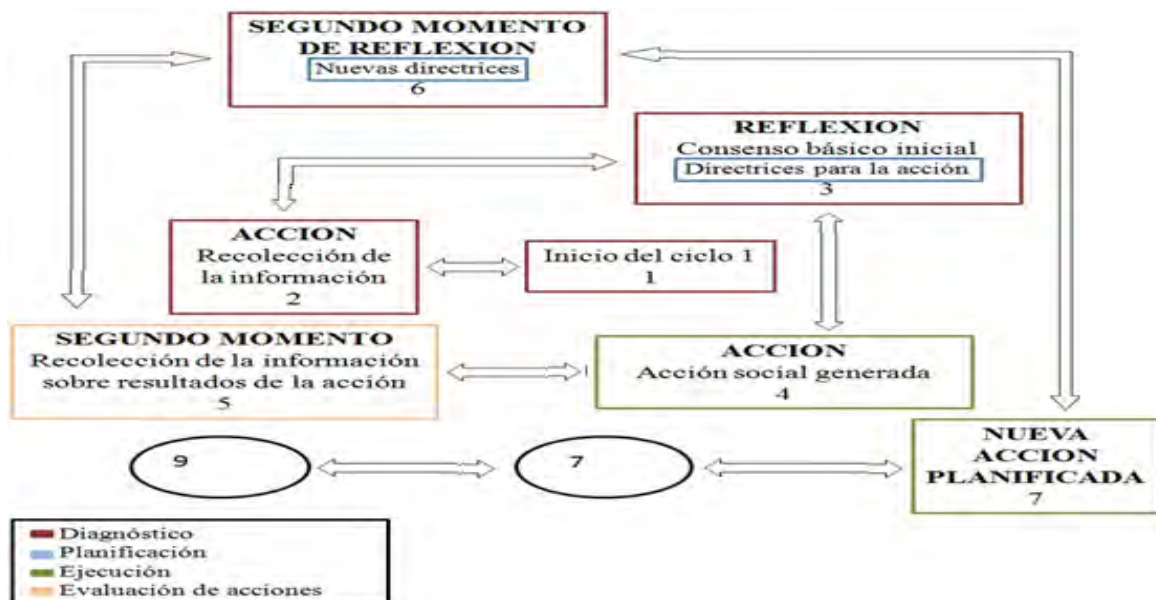 SEGUNDO MOMENTO
DE REFLEXION
Nuevas directrices
6
REFLEXION
Consenso básico inicial
Directrices para la acción
3
ACCION
Recolección de
la información
2
Inicio del ciclo 1
1
SEGUNDO MOMENTO
Recolección de la información
sobre resultados de la acción
5
ACCION
Acción social generada
4
9
7
NUEVA
ACCION
PLANIFICADA
7
Diagnóstico
Planificación
Ejecución
Evaluación de acciones